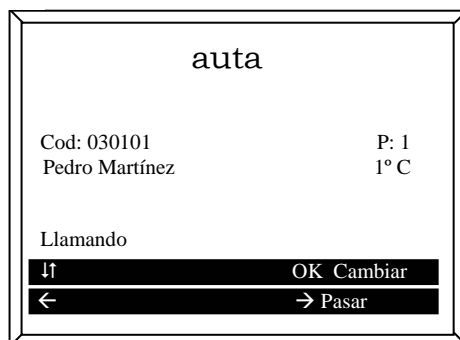 auta
Cod: 030101 P: 1
Pedro Martínez 1º C
Llamando
↓↑ OK Cambiar
← → Pasar